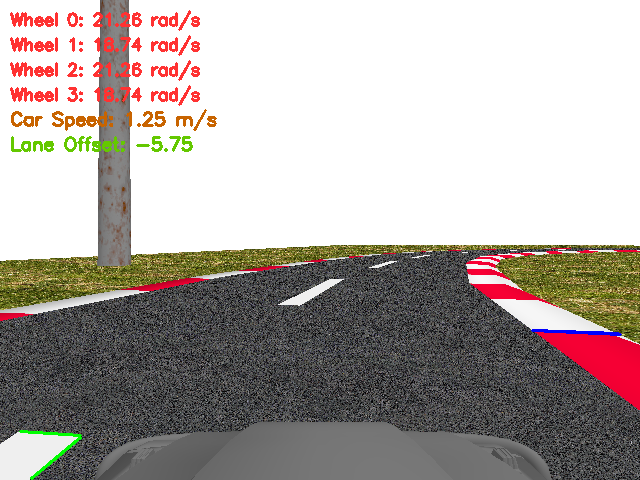 Wheel 0: 21.26 rad/s
Wheel 1: 18.74 rad/s
Wheel 2: 21.26 rad/s
Wheel 3: 18.74 rad/s
Car Speed: 1.25 m/s
Lane Offset: -5.75